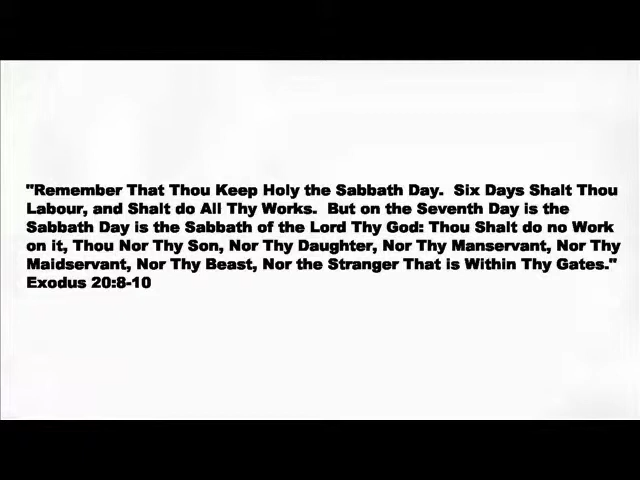 "Remember That Thou Keep Holy the Sabbath Day.  Six Days Shalt Thou
Labour, and Shalt do All Thy Works.  But on the Seventh Day is the
Sabbath Day is the Sabbath of the Lord Thy God: Thou Shalt do no Work
on it, Thou Nor Thy Son, Nor Thy Daughter, Nor Thy Manservant, Nor Thy
Maidservant, Nor Thy Beast, Nor the Stranger That is Within Thy Gates."
Exodus 20:8-10